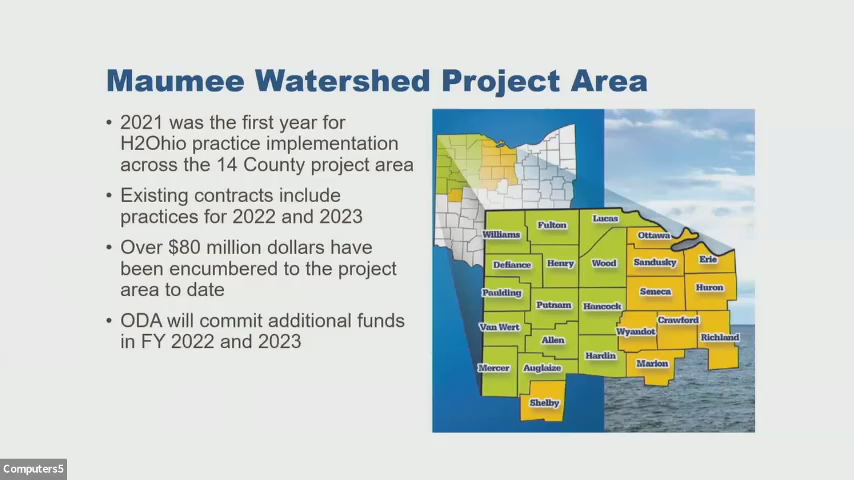 Maumee Watershed Project Area
• 2021 was the first year for
H2Ohio practice implementation
across the 14 County project area
• Existing contracts include
practices for 2022 and 2023
• Over $80 million dollars have
been encumbered to the project
area to date
• ODA will commit additional funds
in FY 2022 and 2023
Williams
Fulton
Lucas
Ottawa
Defiance
Henry
Wood
Sandusky
Erie
Paulding
Putnam
Hancock
Seneca
Huron
Van Wert
Allen
Wyandot
Crawford
Richland
Mercer
Auglaize
Hardin
Marion
Shelby
Computers5